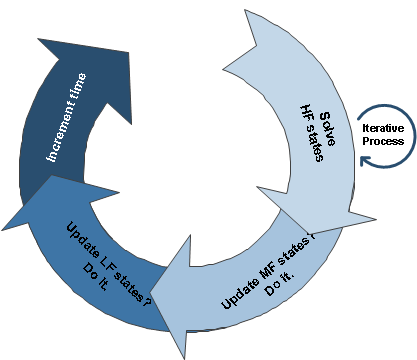 Solve
HF states
Iterative
Process
Update MF states?
Do it.
Update LF states?
Do it.
Increment time